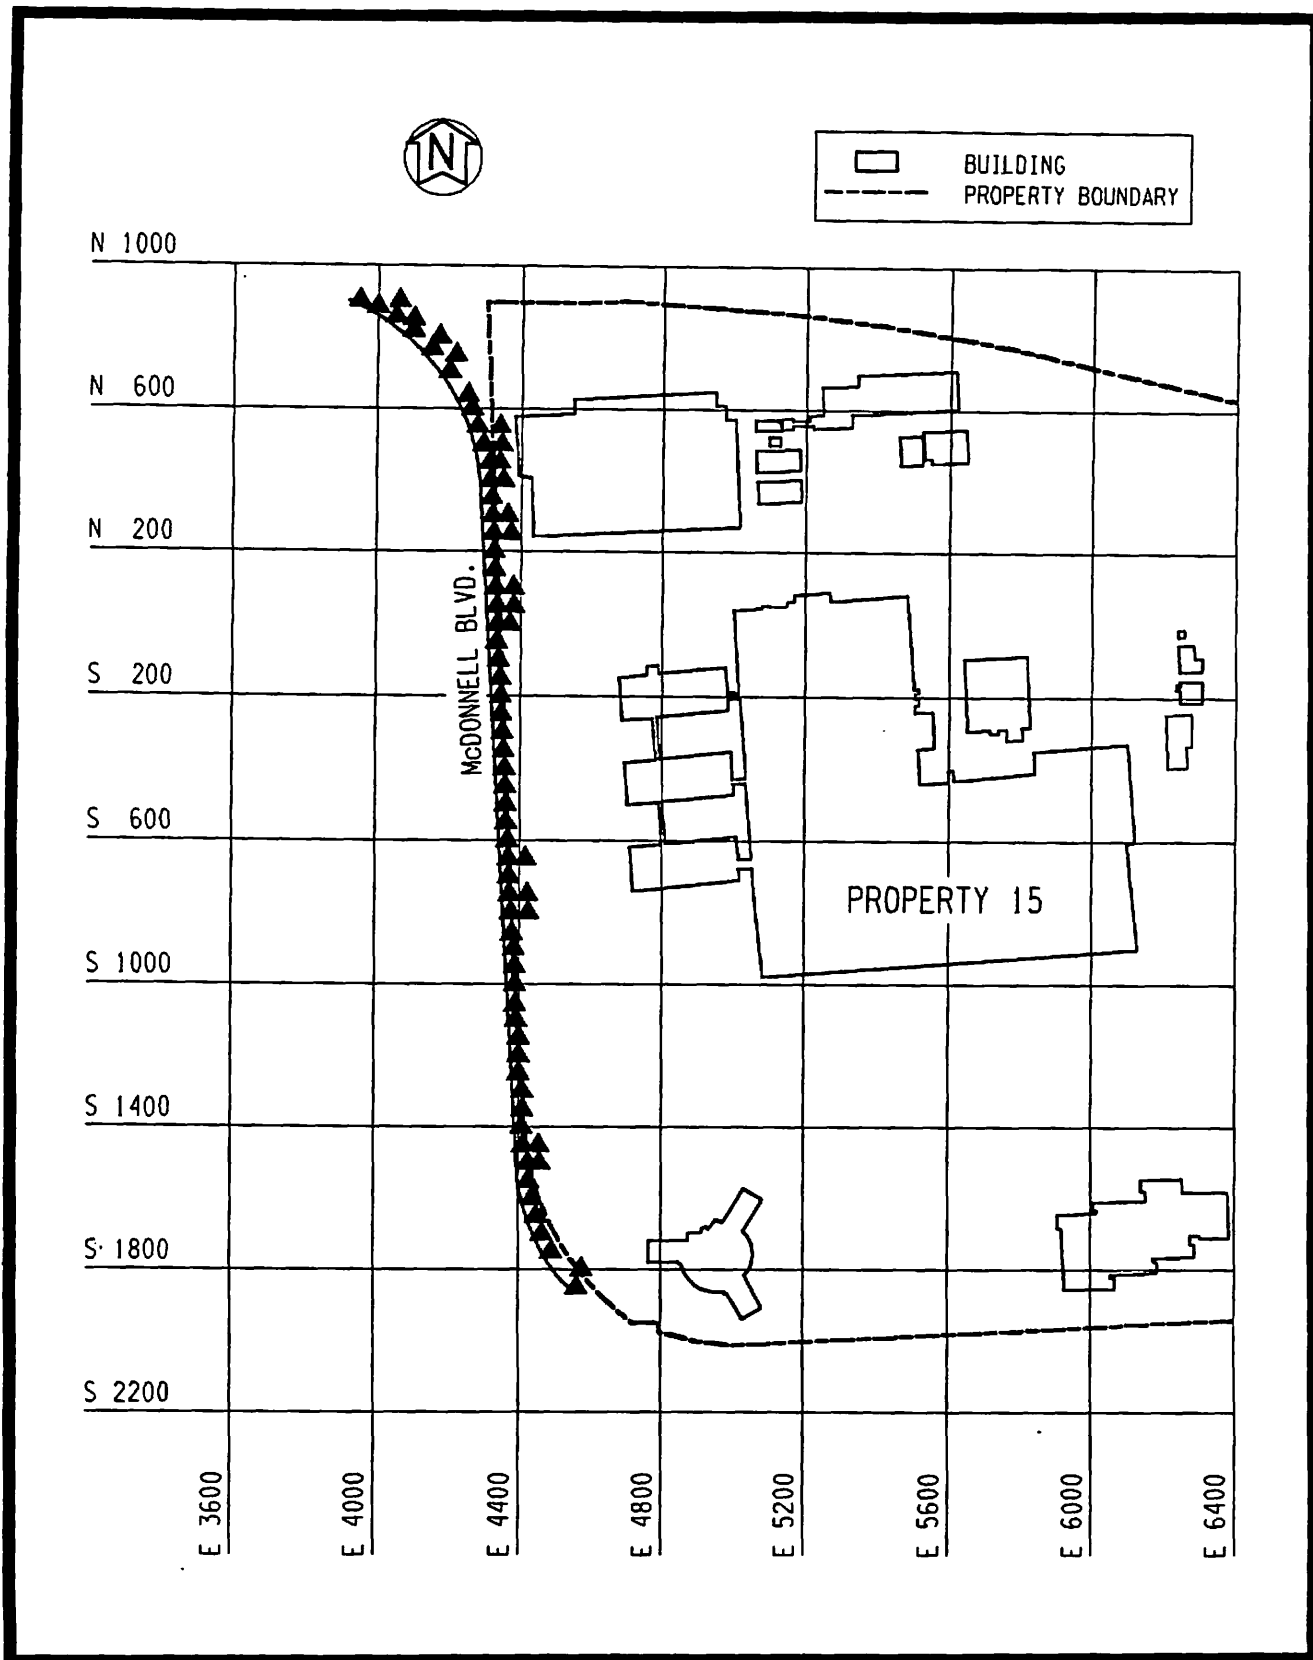 N
BUILDING
PROPERTY BOUNDARY
N 1000
N 600
N 200
McDONNELL BLVD.
S 200
S 600
PROPERTY 15
S 1000
S 1400
S 1800
S 2200
E 3600
E 4000
E 4400
E 4800
E 5200
E 5600
E 6000
E 6400